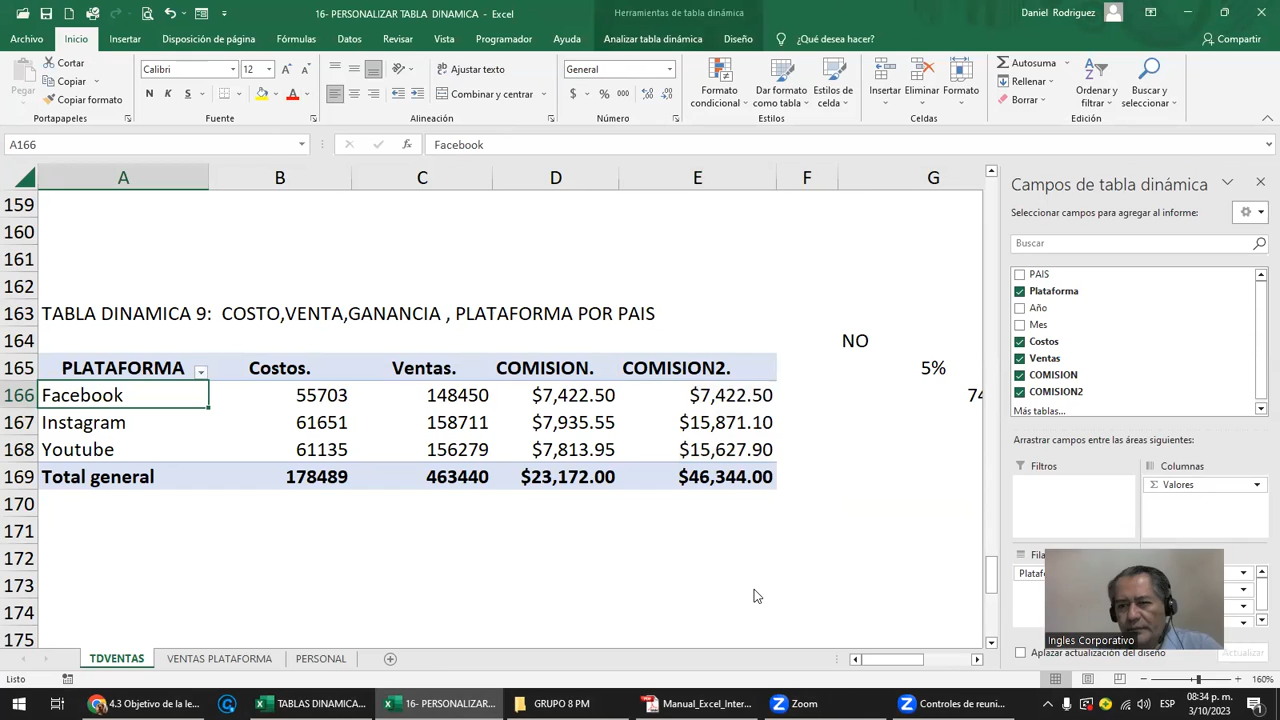 16- PERSONALIZAR TABLA  DINAMICA  -  Excel
Herramientas de tabla dinámica
Daniel Rodriguez
Archivo
Inicio
Insertar
Disposición de página
Fórmulas
Datos
Revisar
Vista
Programador
Ayuda
Analizar tabla dinámica
Diseño
¿Qué desea hacer?
Compartir
Pegar
Cortar
Copiar
Copiar formato
Portapapeles
Calibri
12
N K S
Fuente
Ajustar texto
Combinar y centrar
Alineación
General
$ % 000
Número
Formato condicional
Dar formato como tabla
Estilos de celda
Estilos
Insertar
Eliminar
Formato
Celdas
Autosuma
Rellenar
Borrar
Ordenar y filtrar
Buscar y seleccionar
Edición
A166
Facebook
A B C D E F G
159
160
161
162
163 TABLA DINAMICA 9:  COSTO,VENTA,GANANCIA , PLATAFORMA POR PAIS
164 NO
165 PLATAFORMA Costos. Ventas. COMISION. COMISION2. 5%
166 Facebook 55703 148450 $7,422.50 $7,422.50 74
167 Instagram 61651 158711 $7,935.55 $15,871.10
168 Youtube 61135 156279 $7,813.95 $15,627.90
169 Total general 178489 463440 $23,172.00 $46,344.00
170
171
172
173
174
175
Campos de tabla dinámica
Seleccionar campos para agregar al informe:
Buscar
PAIS
Plataforma
Año
Mes
Costos
Ventas
COMISION
COMISION2
Más tablas...
Arrastrar campos entre las áreas siguientes:
Filtros
Columnas
Valores
Ingles Corporativo
Aplazar actualización del diseño
Actualizar
TDVENTAS
VENTAS PLATAFORMA
PERSONAL
Listo
160%
4.3 Objetivo de la le...
TABLAS DINAMICA...
16- PERSONALIZAR...
GRUPO 8 PM
Manual_Excel_Inter...
Zoom
Controles de reuni...
ESP
08:34 p. m.
3/10/2023